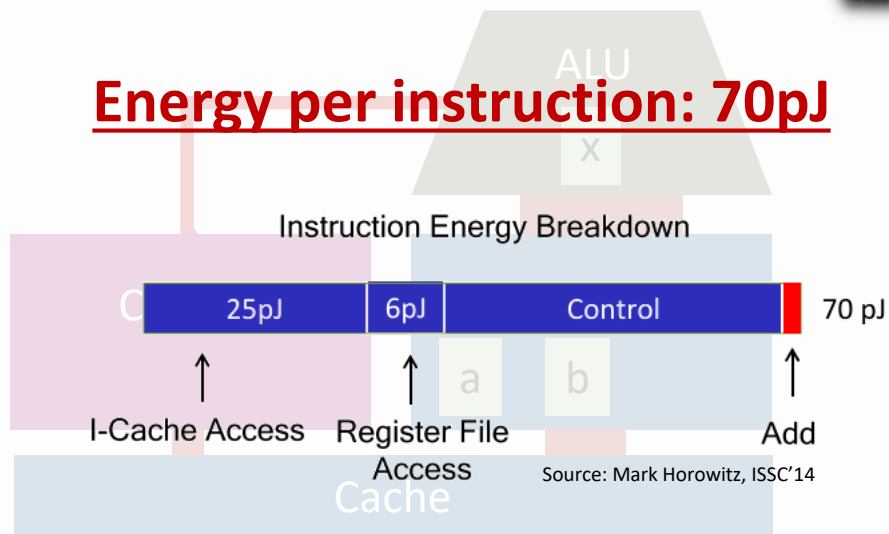 ALU
Energy per instruction: 70pJ
x
Instruction Energy Breakdown
C 25pJ 6pJ Control 70 pJ
a b
I-Cache Access Register File Access Add
Source: Mark Horowitz, ISSC'14
Cache